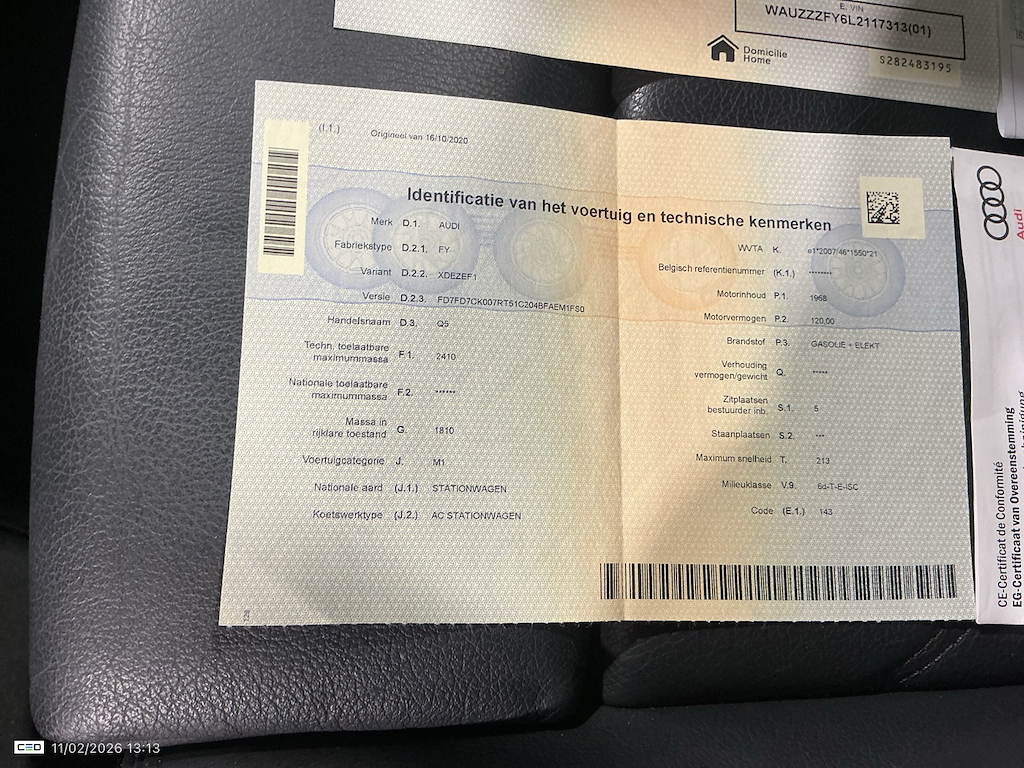 E. VIN
WAUZZZFY6L2117313(01)
Domicilie
Home
S282483195
(I.1.) Origineel van 16/10/2020
Identificatie van het voertuig en technische kenmerken
Merk D.1. AUDI
Fabriekstype D.2.1. FY
Variant D.2.2. XDEZEF1
Versie D.2.3. FD7FD7CK007RT51C204BFAEM1FS0
Handelsnaam D.3. Q5
Techn. toelaatbare
maximummassa F.1. 2410
Nationale toelaatbare
maximummassa F.2. ******
Massa in
rijklare toestand G. 1810
Voertuigcategorie J. M1
Nationale aard (J.1.) STATIONWAGEN
Koetswerktype (J.2.) AC STATIONWAGEN
WVTA K. e1*2007/46*1550*21
Belgisch referentienummer (K.1.) ********
Motorinhoud P.1. 1968
Motorvermogen P.2. 120,00
Brandstof P.3. GASOLIE + ELEKT
Verhouding
vermogen/gewicht Q. *****
Zitplaatsen
bestuurder inb. S.1. 5
Staanplaatsen S.2. ***
Maximum snelheid T. 213
Milieuklasse V.9. 6d-T-E-ISC
Code (E.1.) 143
128
Audi
CE-Certificat de Conformité
EG-Certificaat van Overeenstemming
CEO 11/02/2026 13:13